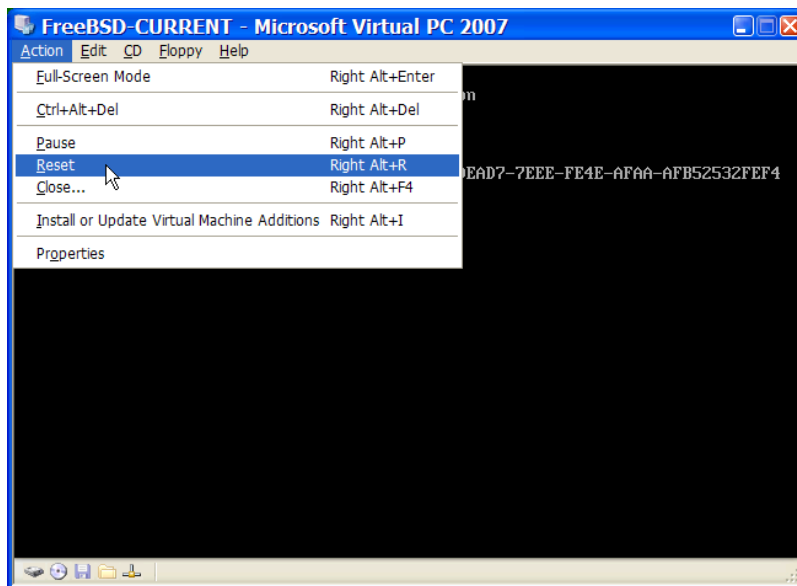 FreeBSD-CURRENT - Microsoft Virtual PC 2007
Action Edit CD Floppy Help
Full-Screen Mode Right Alt+Enter
on
Ctrl+Alt+Del Right Alt+Del
Pause Right Alt+P
Reset Right Alt+R
EAD7-7EEE-FE4E-AFAA-AFB52532FEF4
Close... Right Alt+F4
Install or Update Virtual Machine Additions Right Alt+I
Properties